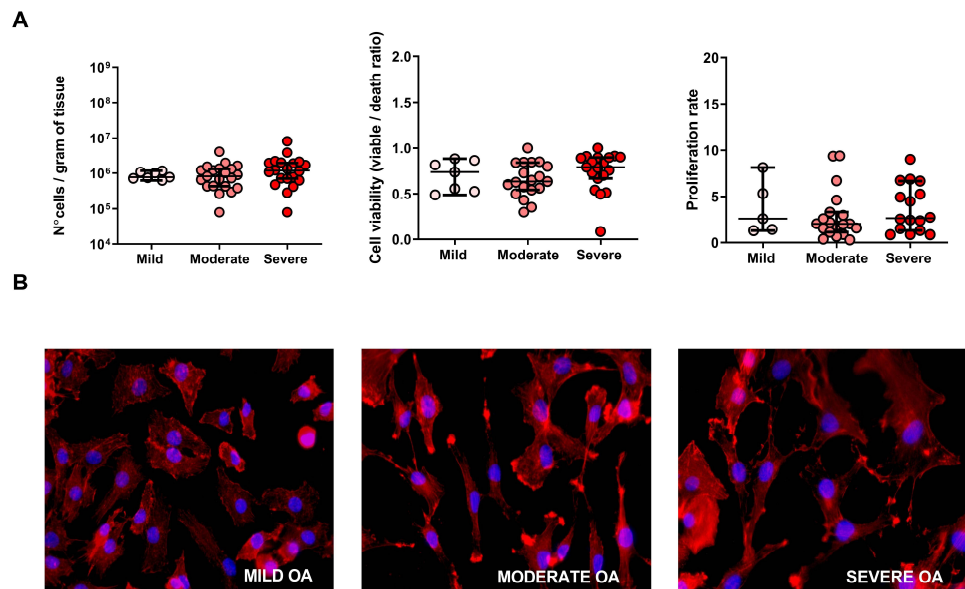 A
N° cells / gram of tissue
10⁹
10⁸
10⁷
10⁶
10⁵
10⁴
Mild Moderate Severe
Cell viability (viable / death ratio)
2.0
1.5
1.0
0.5
0.0
Mild Moderate Severe
Proliferation rate
20
15
10
5
0
Mild Moderate Severe
B
MILD OA
MODERATE OA
SEVERE OA